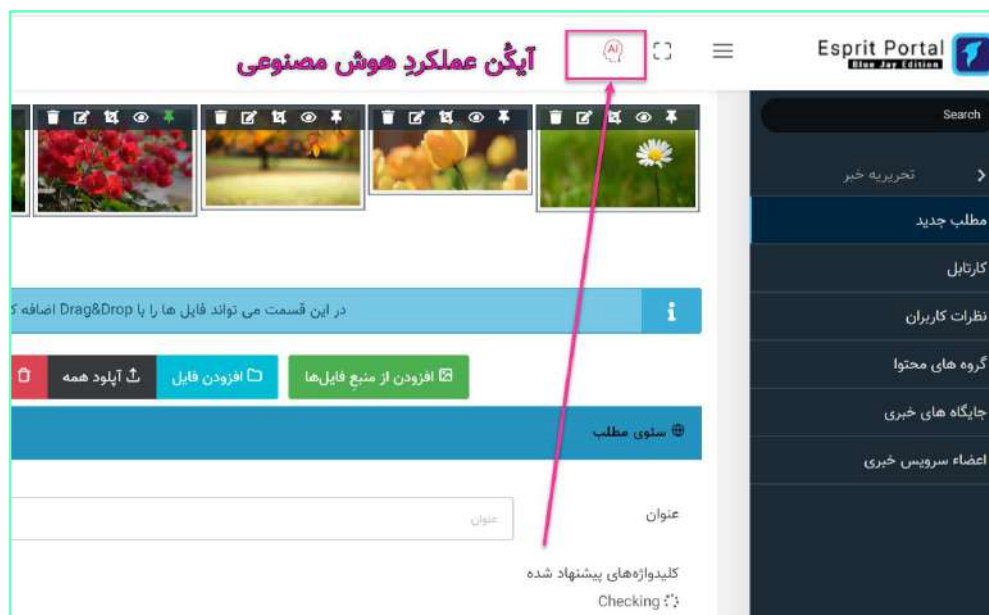 Esprit Portal
Blue Jay Edition
AI
آیکُن عملکردِ هوش مصنوعی
Search
تحریریه خبر
مطلب جدید
کارتابل
نظرات کاربران
گروه های محتوا
جایگاه های خبری
اعضاء سرویس خبری
در این قسمت می تواند فایل ها را با Drag&Drop اضافه
افزودن از منبع فایل‌ها
افزودن فایل
آپلود همه
سئوی مطلب
عنوان
عنوان
کلیدواژه‌های پیشنهاد شده
Checking